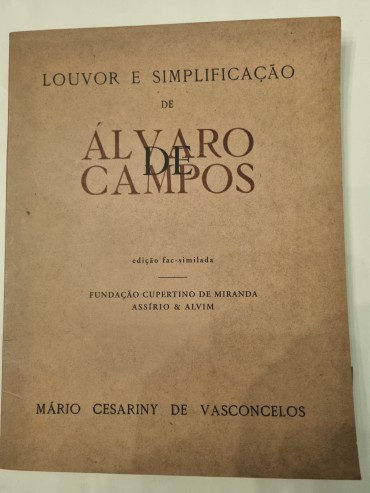 LOUVOR E SIMPLIFICAÇÃO
DE
ÁLVARO
DE
CAMPOS
edição fac-similada
FUNDAÇÃO CUPERTINO DE MIRANDA
ASSÍRIO & ALVIM
MÁRIO CESARINY DE VASCONCELOS